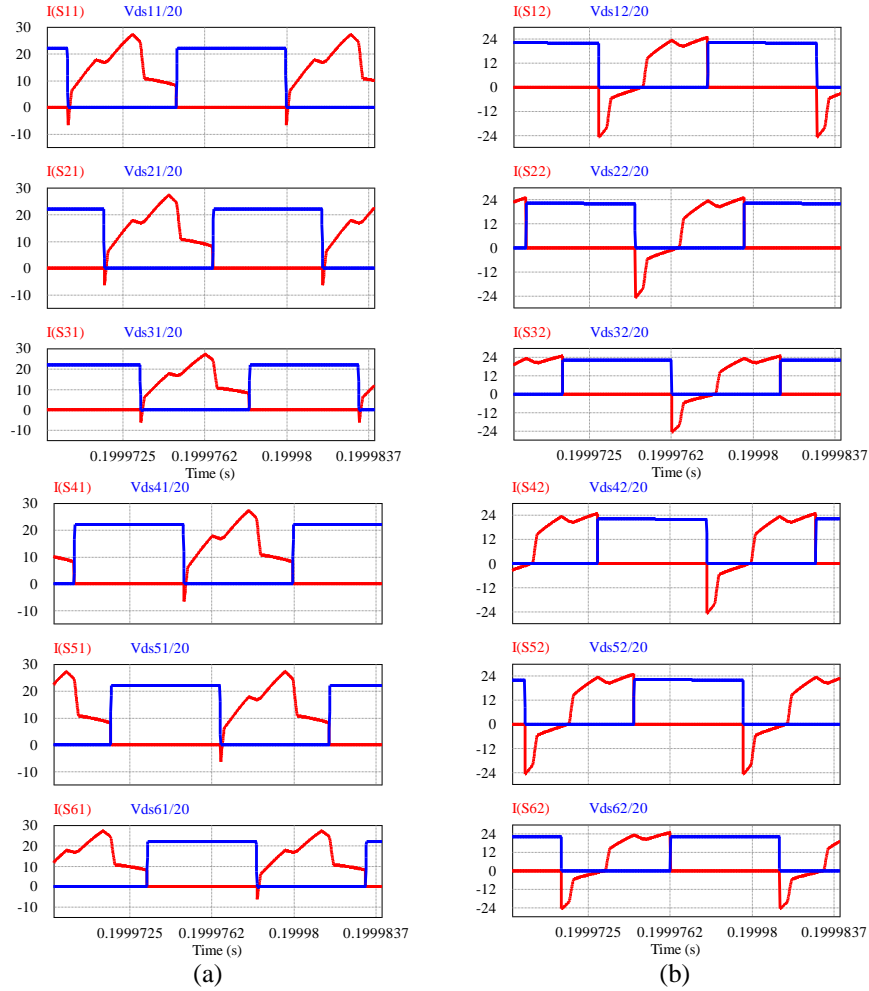 I(S11) Vds11/20
30
20
10
0
-10
I(S21) Vds21/20
30
20
10
0
-10
I(S31) Vds31/20
30
20
10
0
-10
0.1999725 0.1999762 0.19998 0.1999837
Time (s)
I(S41) Vds41/20
30
20
10
0
-10
I(S51) Vds51/20
30
20
10
0
-10
I(S61) Vds61/20
30
20
10
0
-10
0.1999725 0.1999762 0.19998 0.1999837
Time (s)
(a)
I(S12) Vds12/20
24
12
0
-12
-24
I(S22) Vds22/20
24
12
0
-12
-24
I(S32) Vds32/20
24
12
0
-12
-24
0.1999725 0.1999762 0.19998 0.1999837
Time (s)
I(S42) Vds42/20
24
12
0
-12
-24
I(S52) Vds52/20
24
12
0
-12
-24
I(S62) Vds62/20
24
12
0
-12
-24
0.1999725 0.1999762 0.19998 0.1999837
Time (s)
(b)